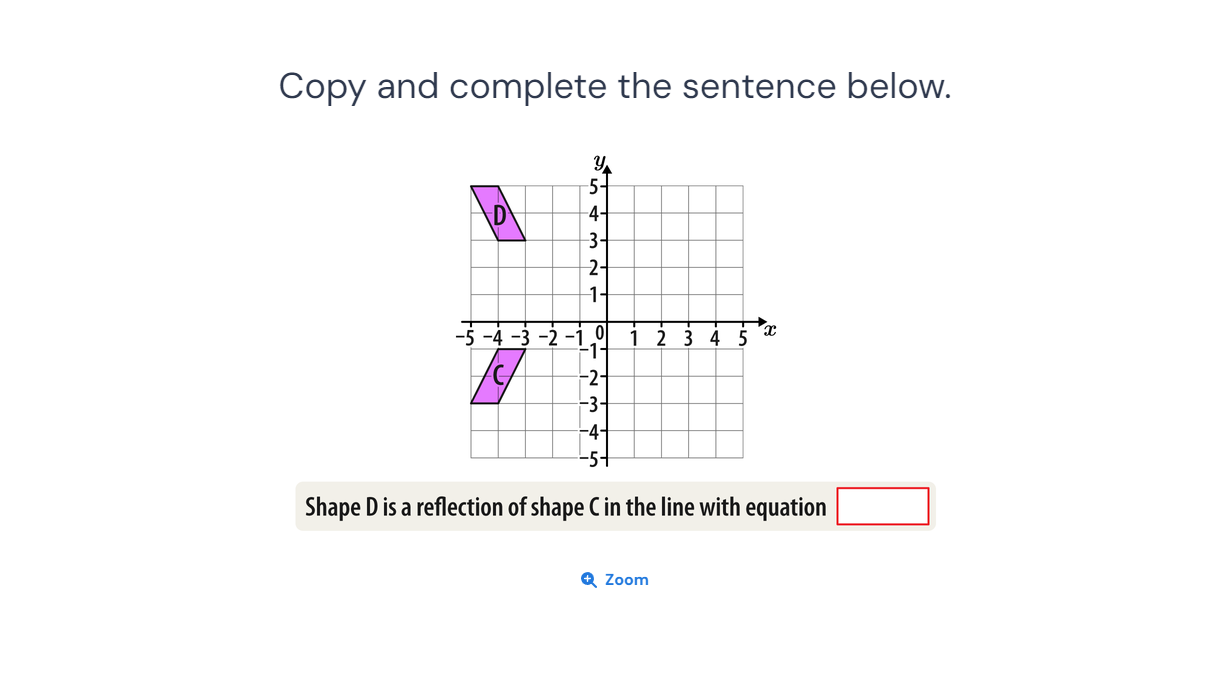 Copy and complete the sentence below.
y
5
D
4
3
2
1
−5 −4 −3 −2 −1 0 1 2 3 4 5 x
−1
C
−2
−3
−4
−5
Shape D is a reflection of shape C in the line with equation
Zoom